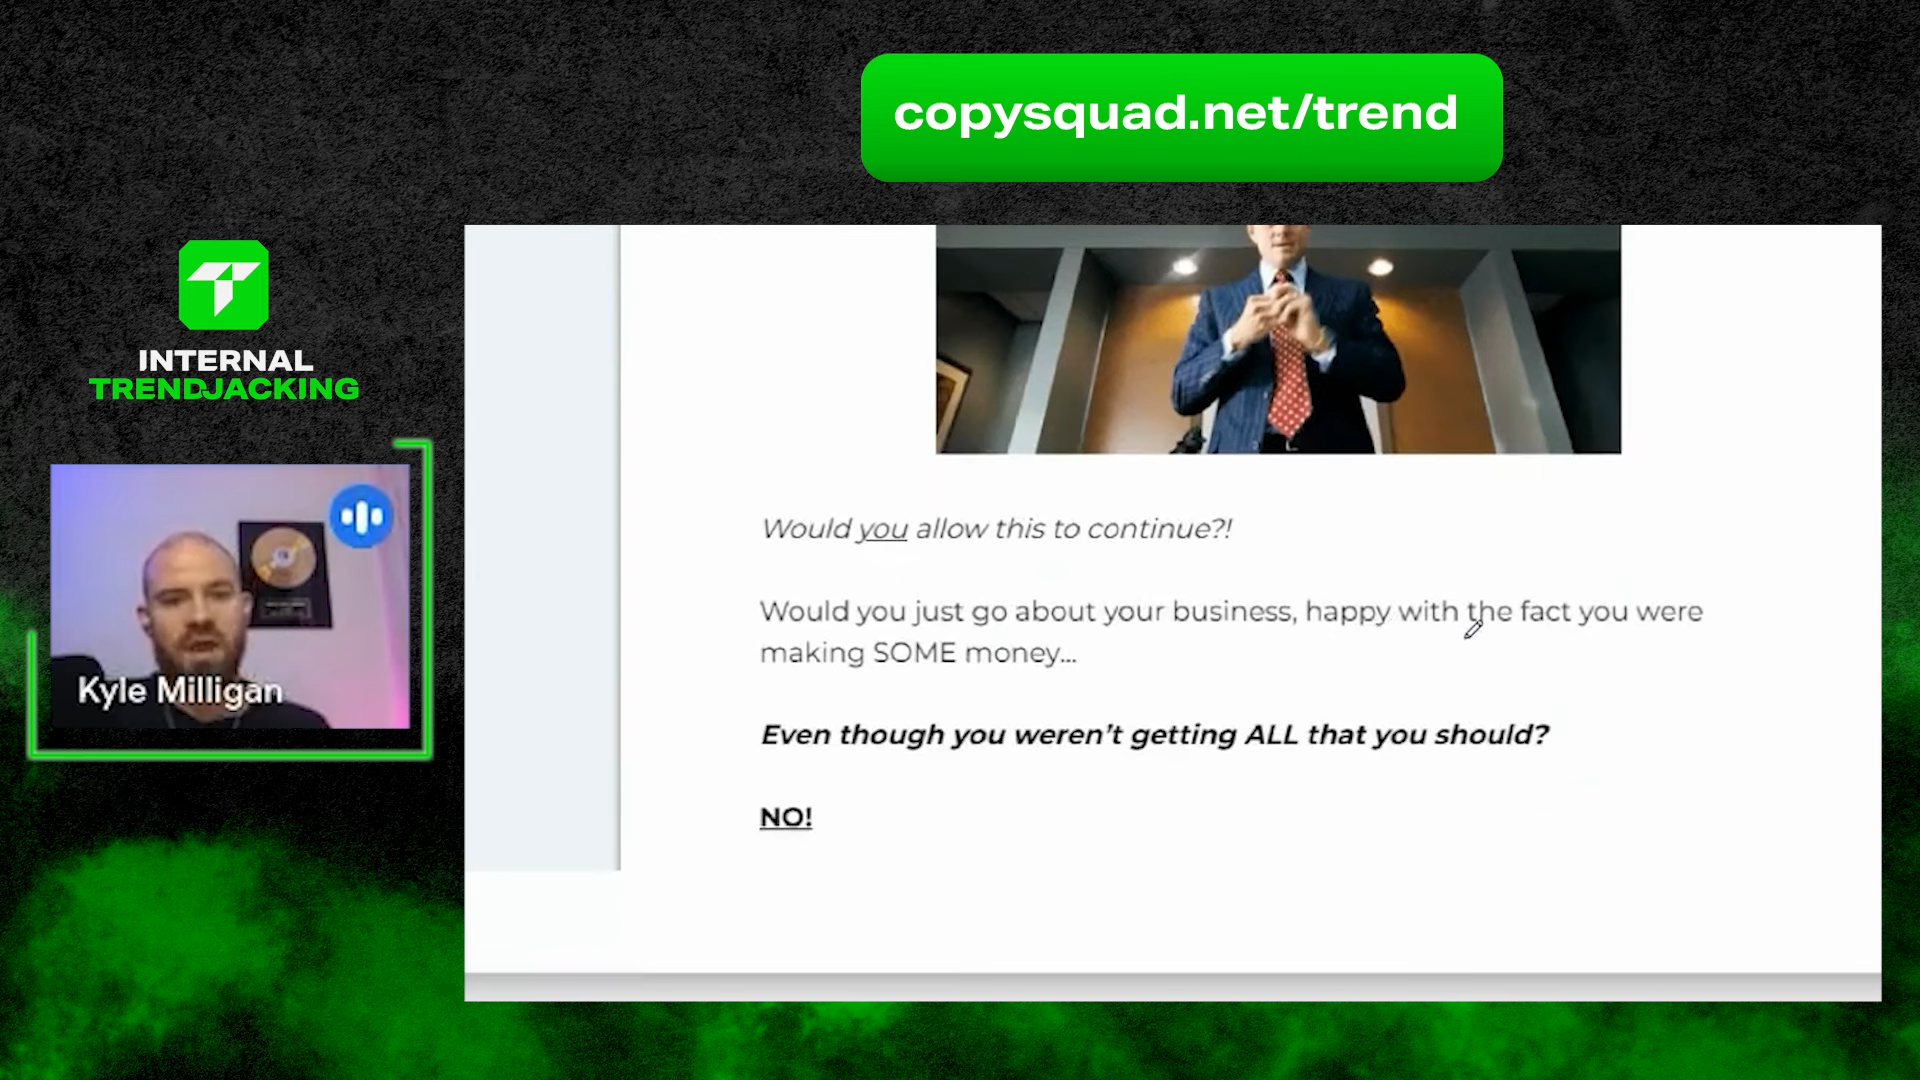 copysquad.net/trend
INTERNAL
TRENDJACKING
Kyle Milligan
Would you allow this to continue?!
Would you just go about your business, happy with the fact you were
making SOME money...
Even though you weren't getting ALL that you should?
NO!